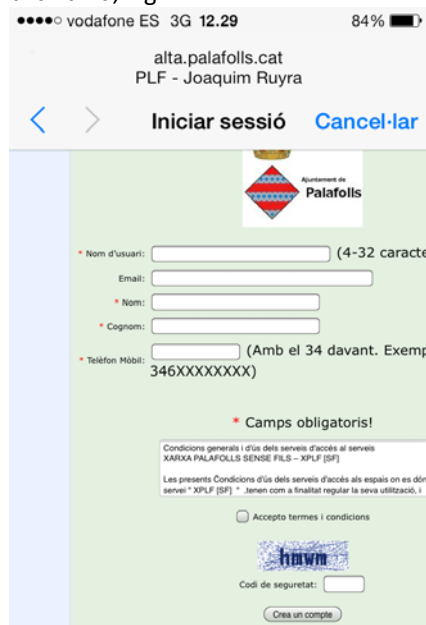 vodafone ES 3G 12.29 84%
alta.palafolls.cat
PLF - Joaquim Ruyra
Iniciar sessió Cancel·lar
Ajuntament de
Palafolls
* Nom d'usuari: (4-32 caracte
Email:
* Nom:
* Cognom:
* Telèfon Mòbil: (Amb el 34 davant. Exemp
346XXXXXXXX)
* Camps obligatoris!
Condicions generals i d'ús dels serveis d'accés al serveis
XARXA PALAFOLLS SENSE FILS – XPLF [SF]
Les presents Condicions d'ús dels serveis d'accés als espais on es dón
servei " XPLF [SF] " ,tenen com a finalitat regular la seva utilització, i
Accepto termes i condicions
hmwm
Codi de seguretat:
Crea un compte